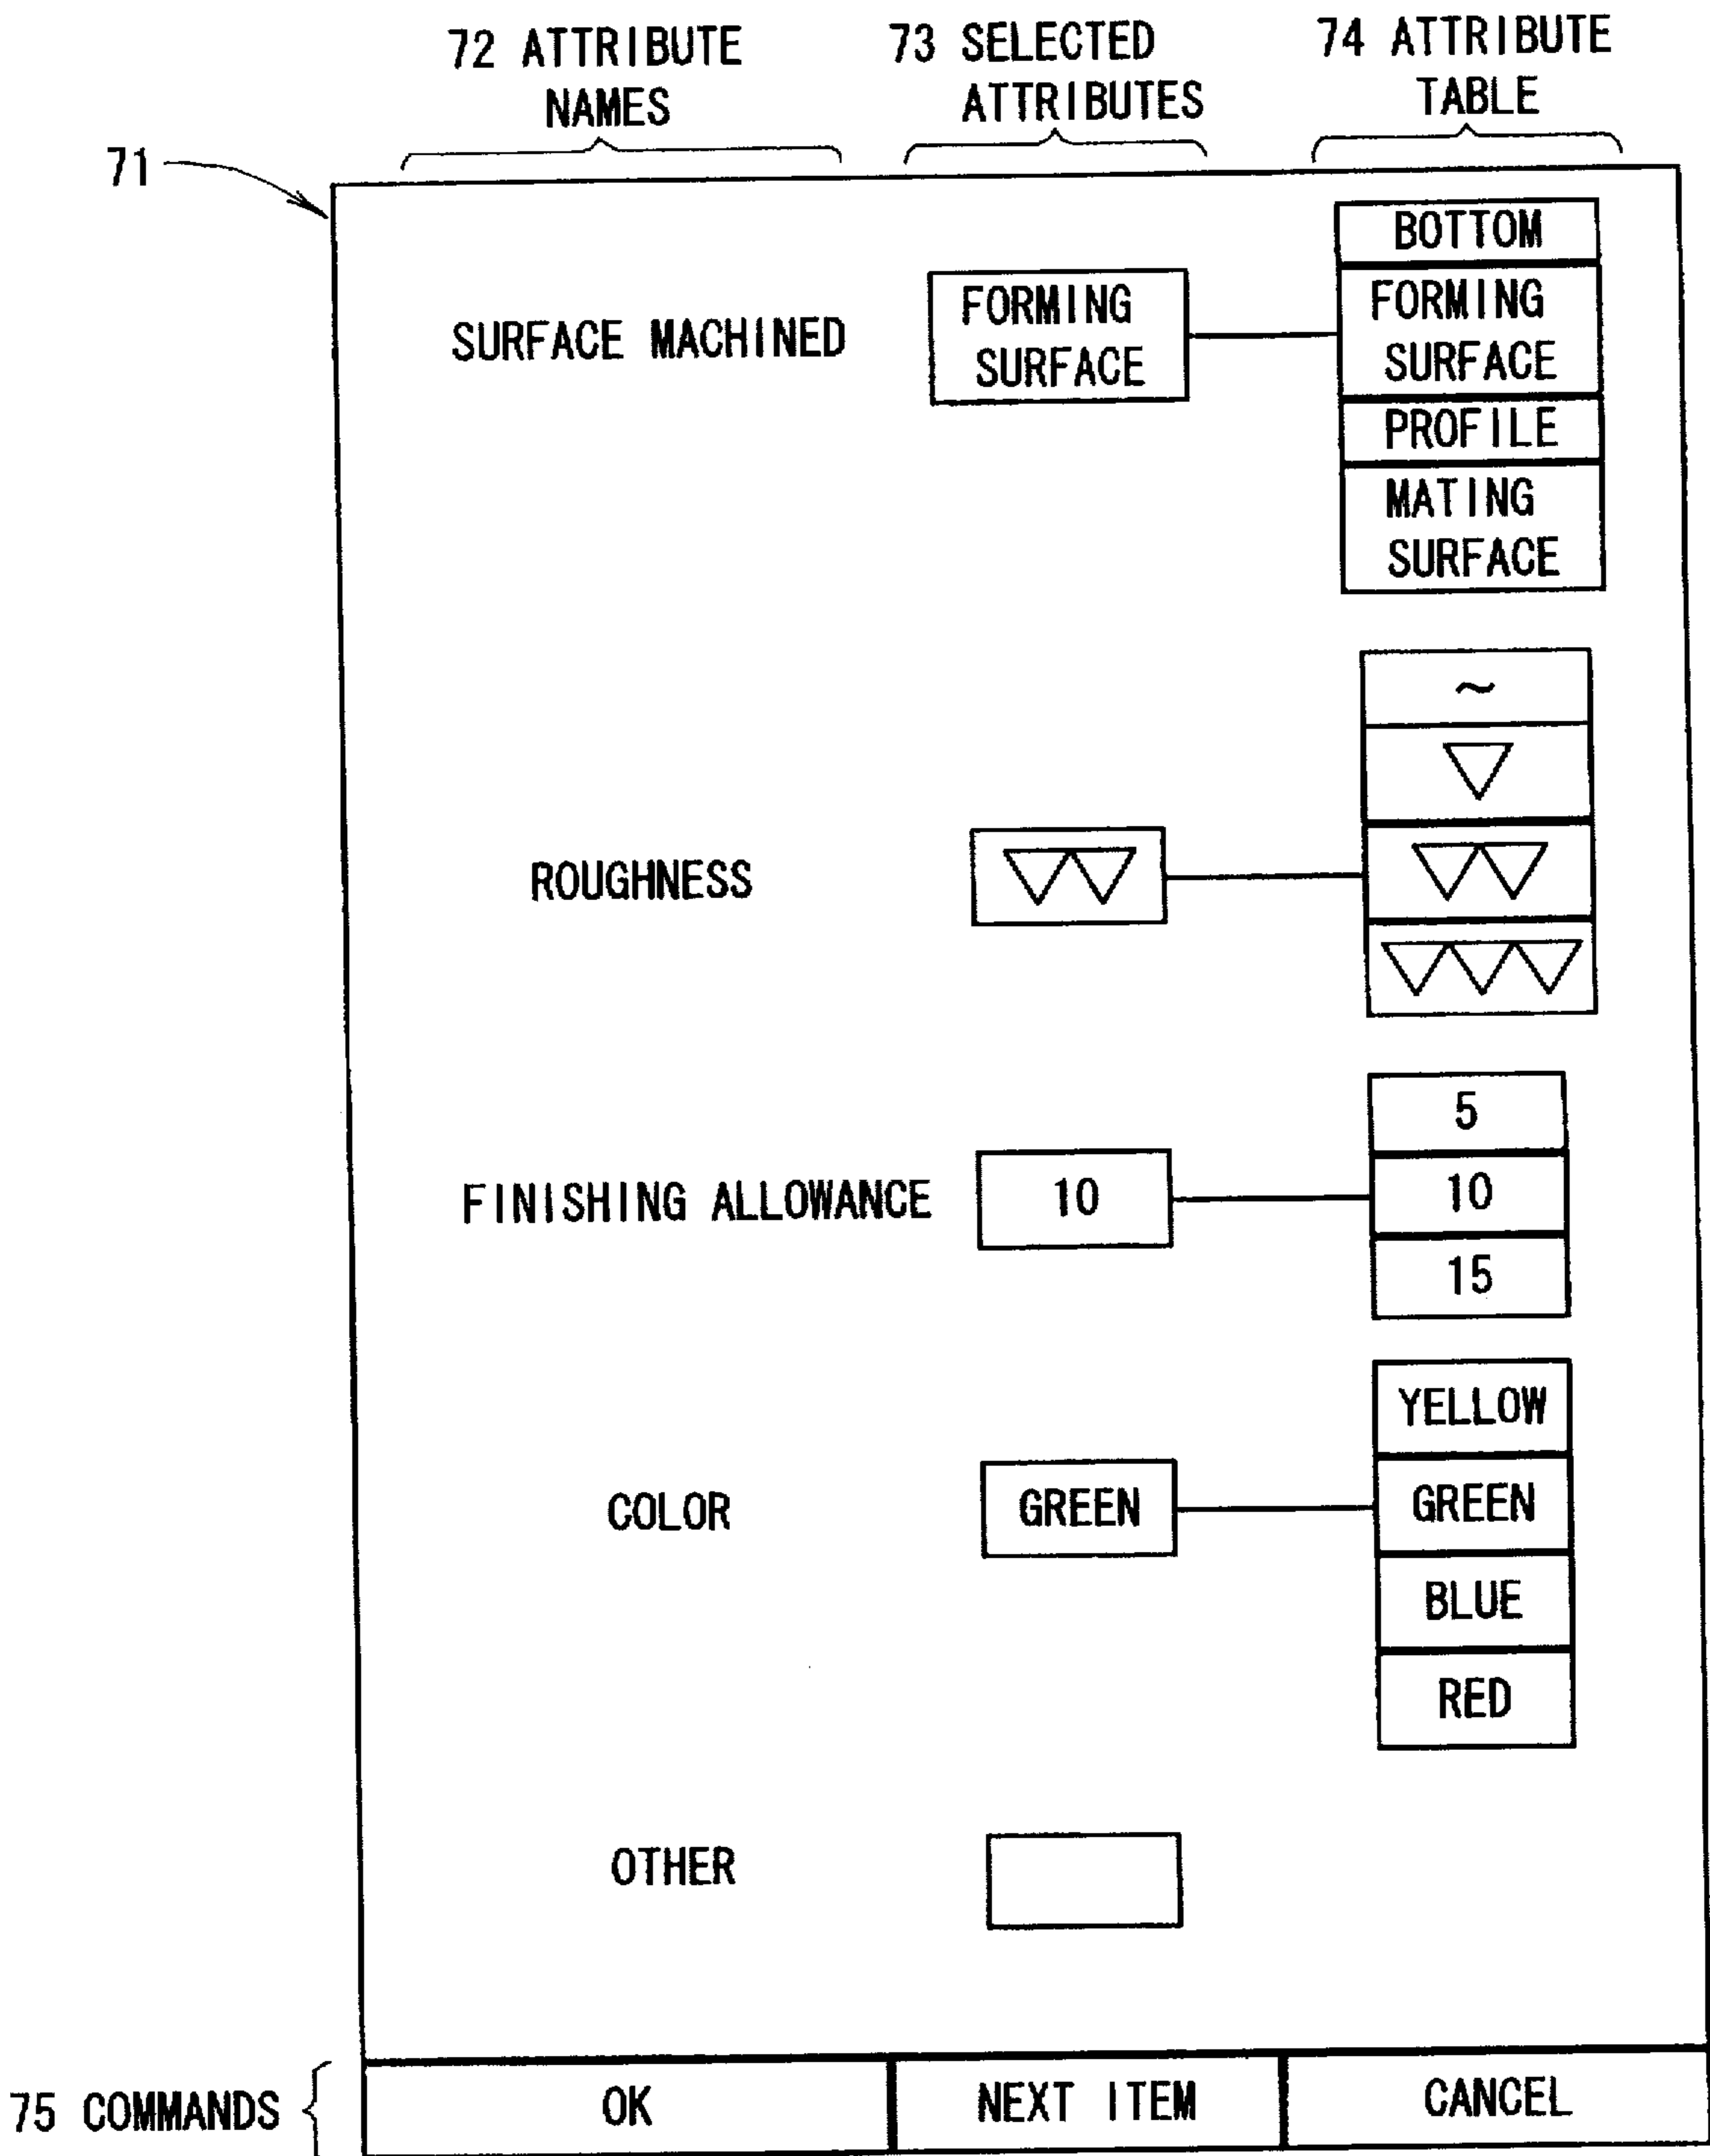 72 ATTRIBUTE
NAMES
73 SELECTED
ATTRIBUTES
74 ATTRIBUTE
TABLE
71
SURFACE MACHINED
FORMING
SURFACE
BOTTOM
FORMING
SURFACE
PROFILE
MATING
SURFACE
ROUGHNESS
▽▽
~
▽
▽▽
▽▽▽
FINISHING ALLOWANCE
10
5
10
15
COLOR
GREEN
YELLOW
GREEN
BLUE
RED
OTHER
75 COMMANDS
OK
NEXT ITEM
CANCEL